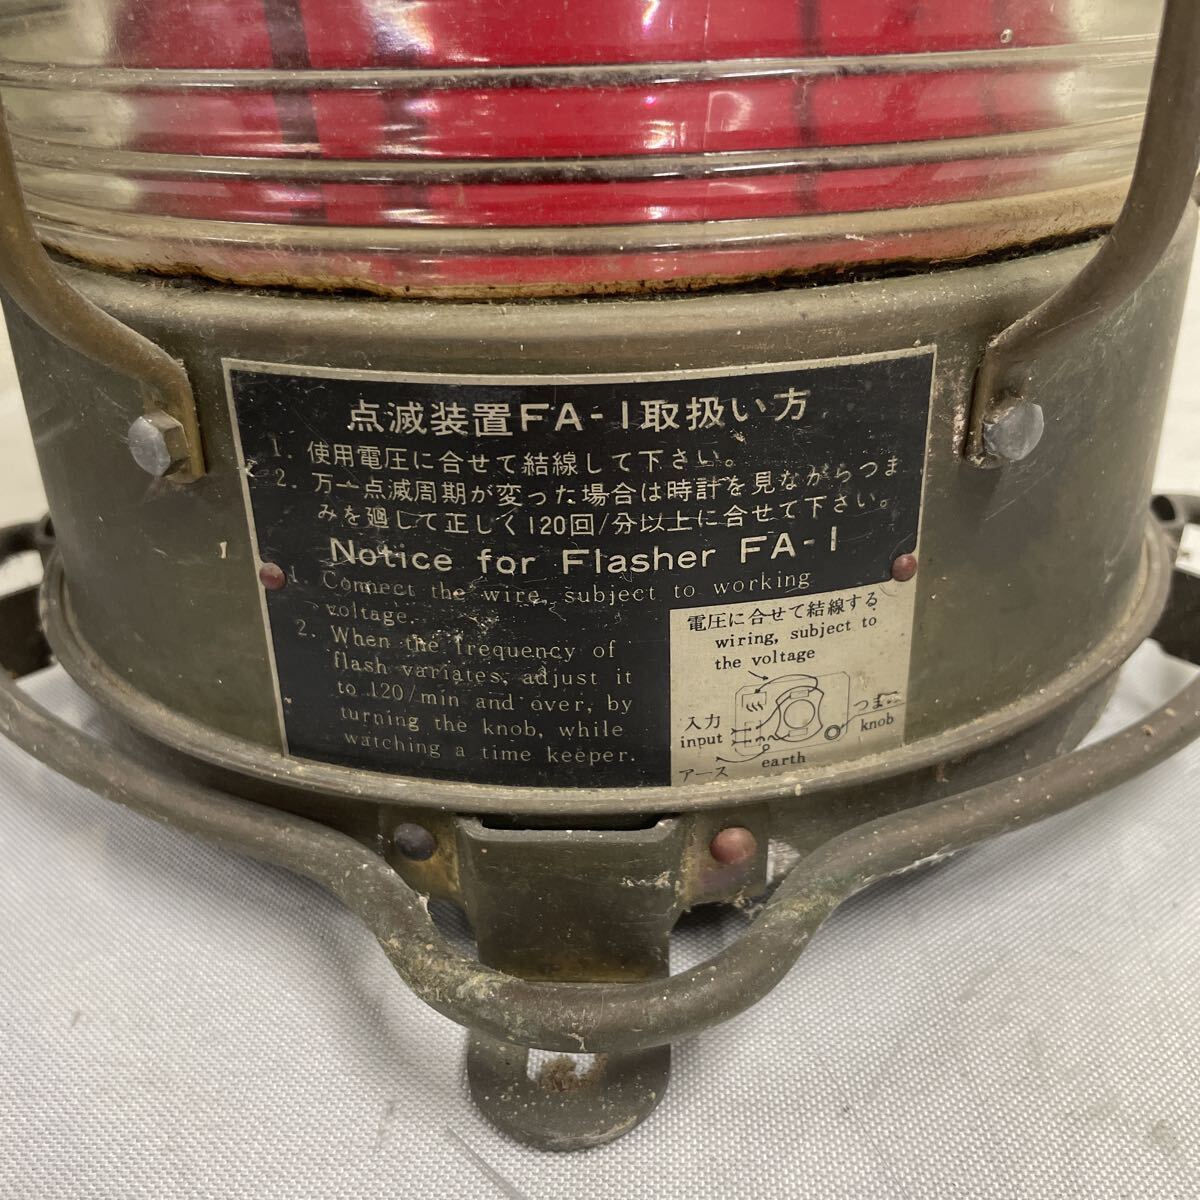 点滅装置FA-1取扱い方
1. 使用電圧に合せて結線して下さい。
2. 万一点滅周期が変った場合は時計を見ながらつま
みを廻して正しく120回/分以上に合せて下さい。
Notice for Flasher FA-1
1. Connect the wire, subject to working
voltage.
2. When the frequency of
flash variates, adjust it
to 120/min and over, by
turning the knob, while
watching a time keeper.
電圧に合せて結線する
wiring, subject to
the voltage
入力
input
つまみ
knob
アース
earth